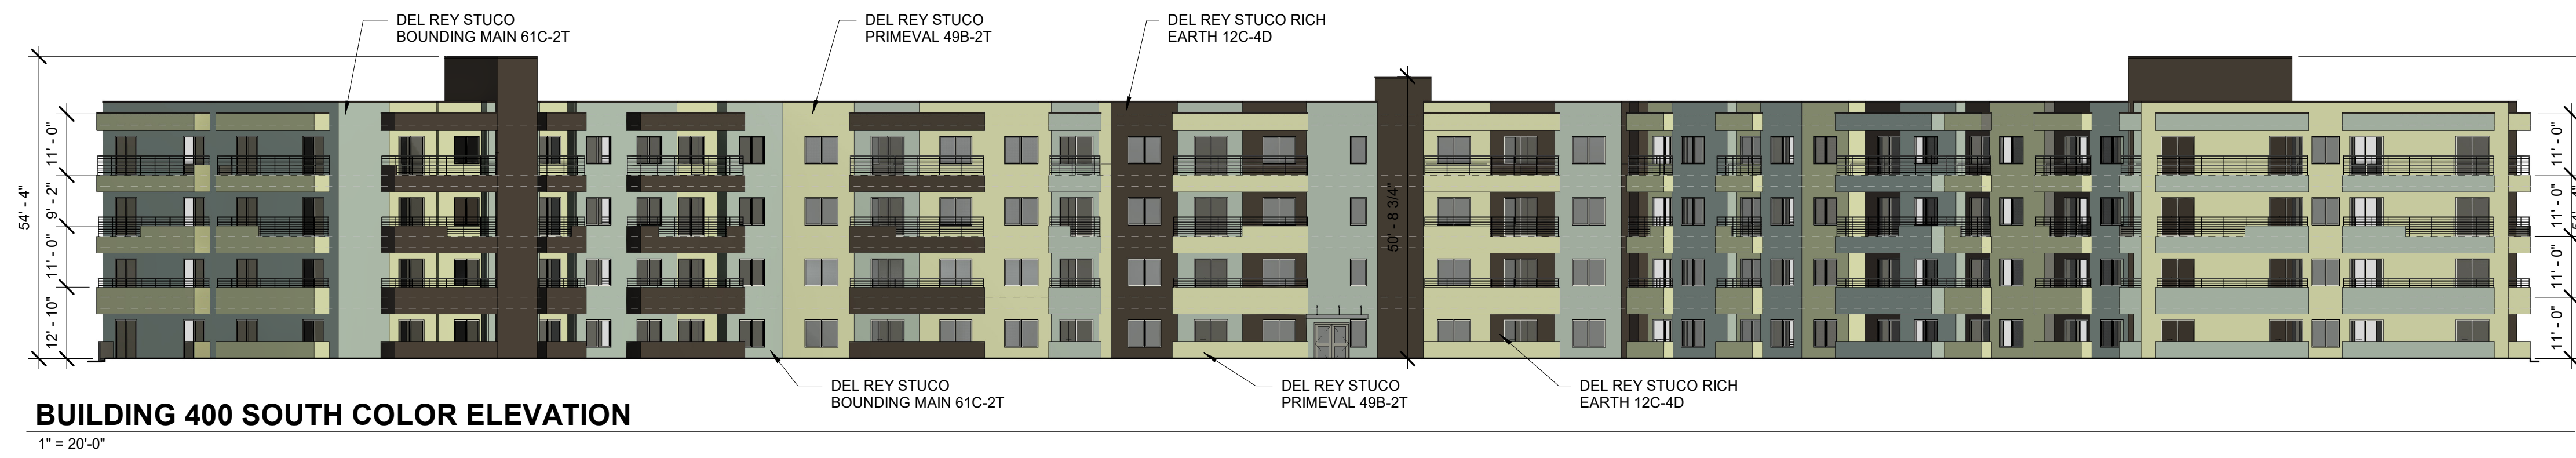 DEL REY STUCO
BOUNDING MAIN 61C-2T
DEL REY STUCO
PRIMEVAL 49B-2T
DEL REY STUCO RICH
EARTH 12C-4D
54' - 4"
11' - 0"
9' - 2"
11' - 0"
12' - 10"
50' - 8 3/4"
11' - 0"
11' - 0"
11' - 0"
11' - 0"
DEL REY STUCO
BOUNDING MAIN 61C-2T
DEL REY STUCO
PRIMEVAL 49B-2T
DEL REY STUCO RICH
EARTH 12C-4D
BUILDING 400 SOUTH COLOR ELEVATION
1" = 20'-0"